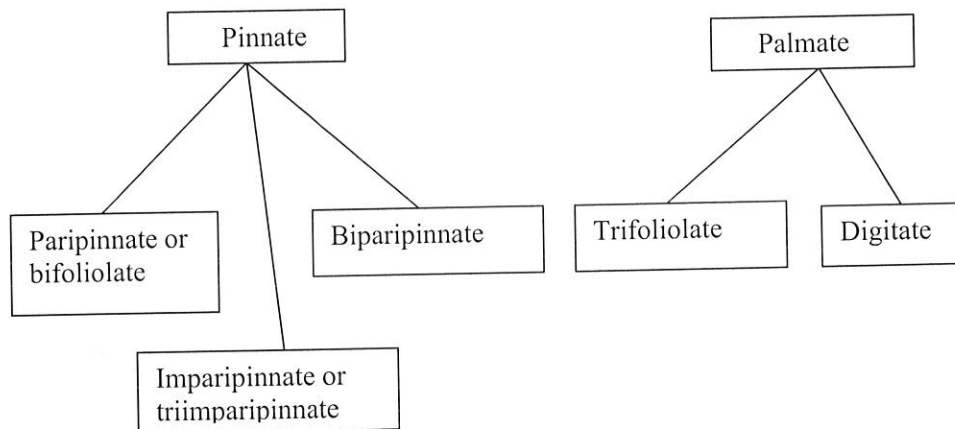 Pinnate
Palmate
Paripinnate or
bifoliolate
Biparipinnate
Trifoliolate
Digitate
Imparipinnate or
triimparipinnate